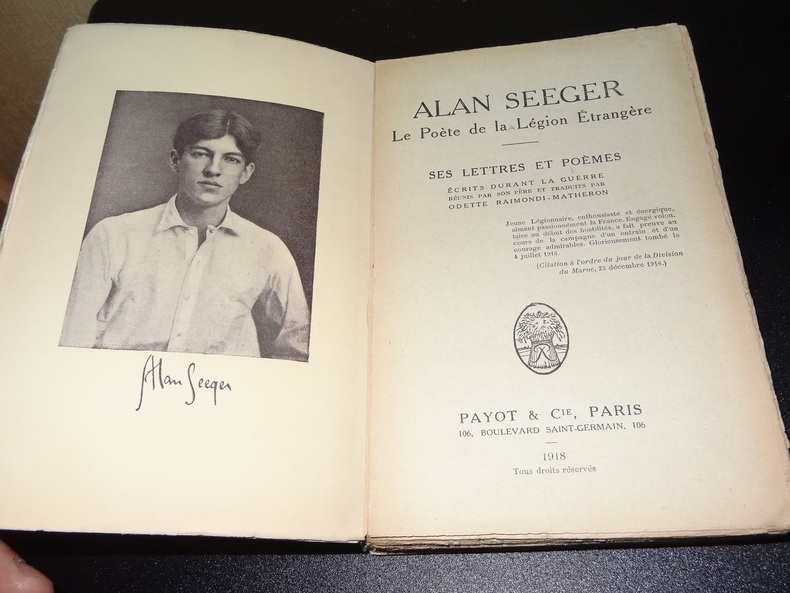 Alan Seeger
ALAN SEEGER
Le Poète de la Légion Étrangère
SES LETTRES ET POÈMES
ÉCRITS DURANT LA GUERRE
RÉUNIS PAR SON PÈRE ET TRADUITS PAR
ODETTE RAIMONDI-MATHERON
Jeune Légionnaire, enthousiaste et énergique,
aimant passionnément la France. Engagé volon-
taire au début des hostilités, a fait preuve au
cours de la campagne d'un entrain et d'un
courage admirables. Glorieusement tombé le
4 juillet 1916.
(Citation à l'ordre du jour de la Division
du Maroc, 25 décembre 1916.)
PAYOT & CIE, PARIS
106, BOULEVARD SAINT-GERMAIN, 106
1918
Tous droits réservés